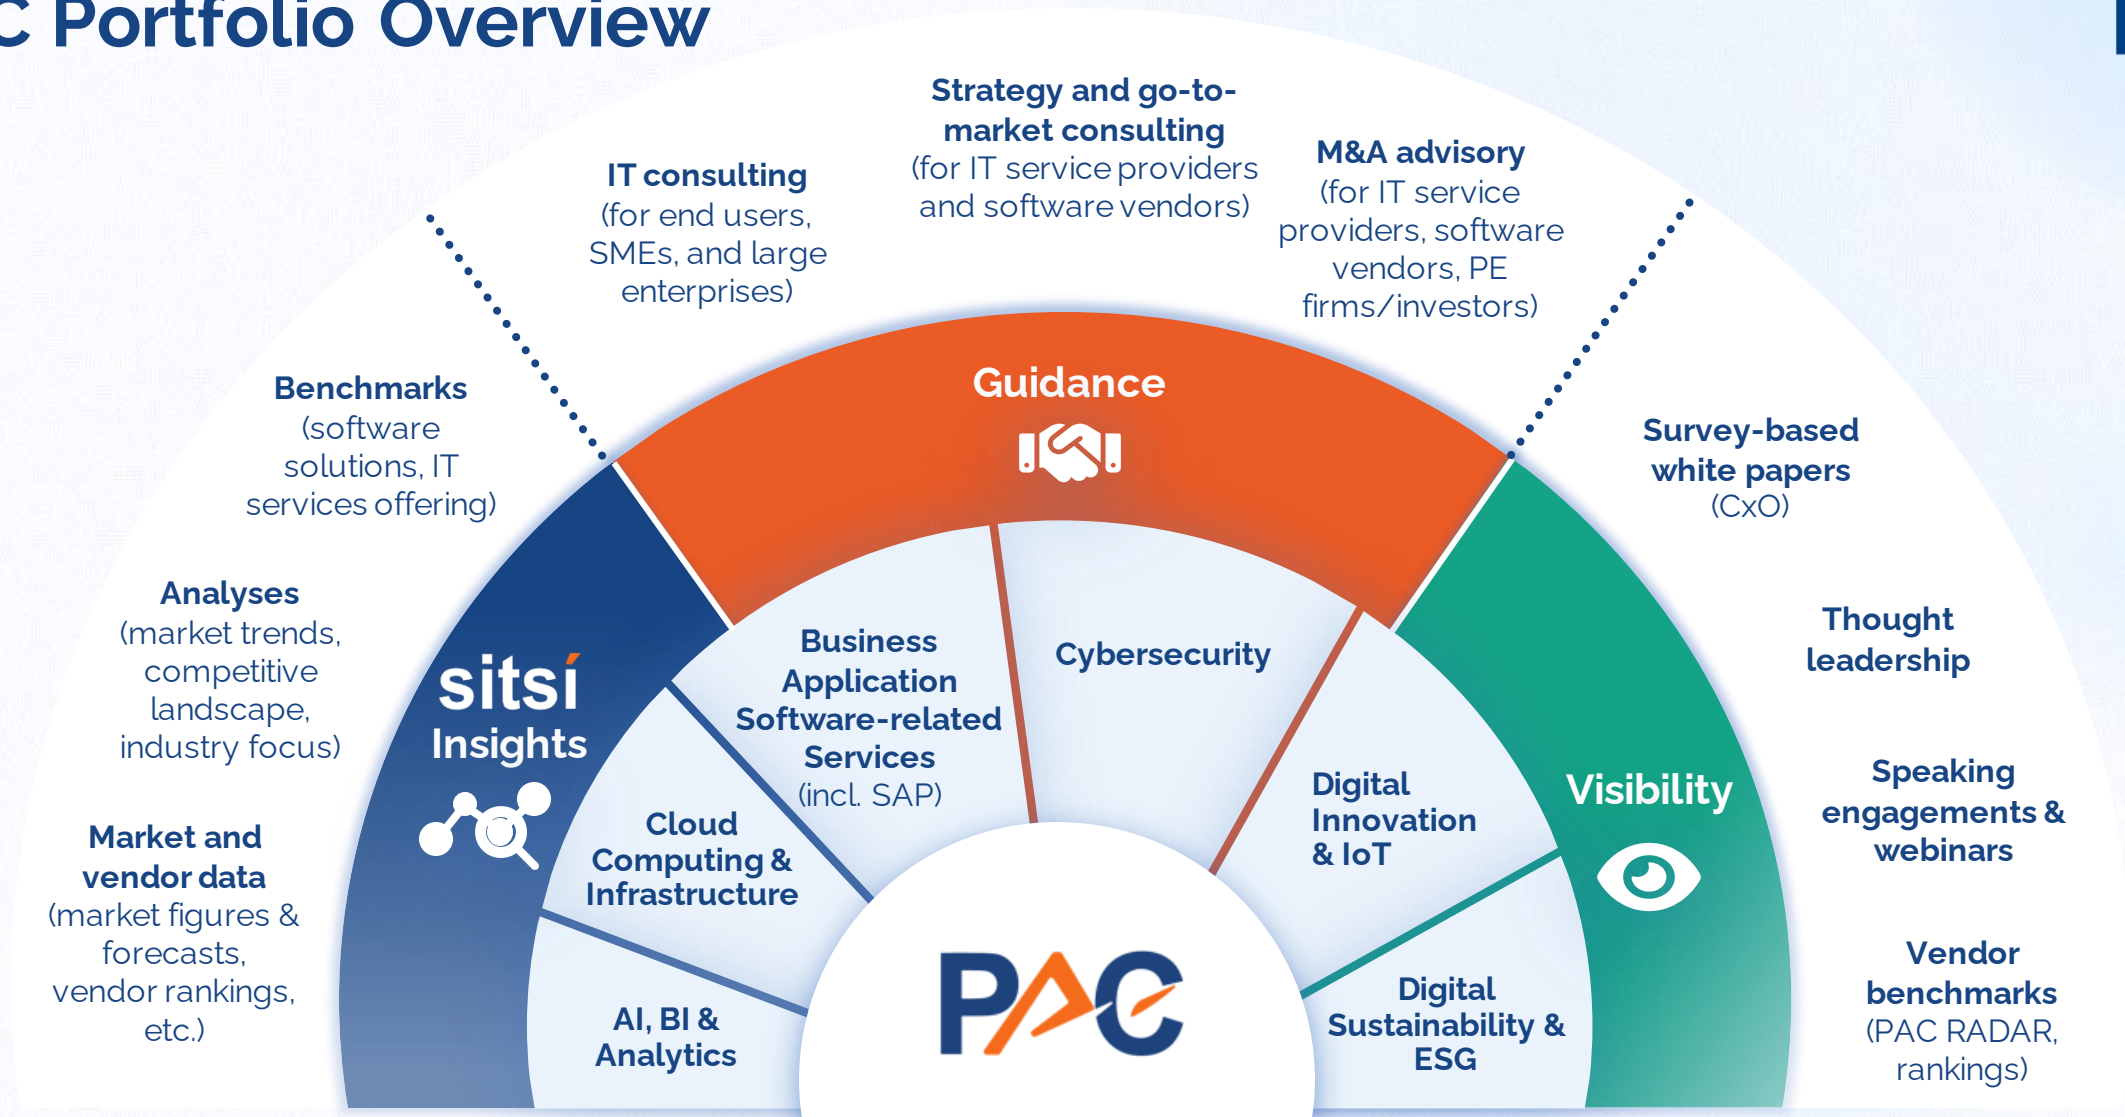 C Portfolio Overview
Strategy and go-to-
market consulting
(for IT service providers
and software vendors)
IT consulting
(for end users,
SMEs, and large
enterprises)
M&A advisory
(for IT service
providers, software
vendors, PE
firms/investors)
Benchmarks
(software
solutions, IT
services offering)
Analyses
(market trends,
competitive
landscape,
industry focus)
Market and
vendor data
(market figures &
forecasts,
vendor rankings,
etc.)
Guidance
sitsí
Insights
Visibility
Survey-based
white papers
(CxO)
Thought
leadership
Speaking
engagements &
webinars
Vendor
benchmarks
(PAC RADAR,
rankings)
AI, BI &
Analytics
Cloud
Computing &
Infrastructure
Business
Application
Software-related
Services
(incl. SAP)
Cybersecurity
Digital
Innovation
& IoT
Digital
Sustainability &
ESG
PAC